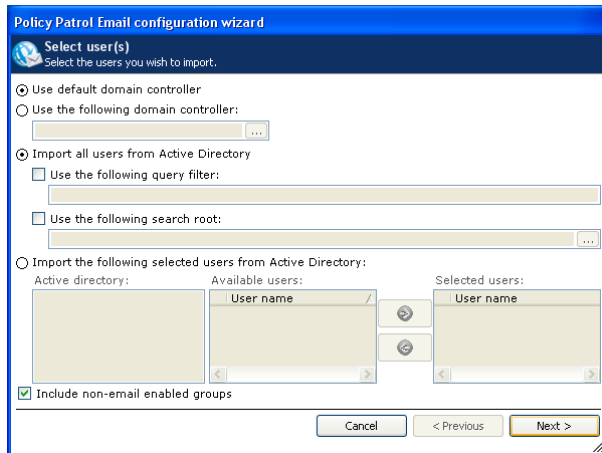 Policy Patrol Email configuration wizard
Select user(s)
Select the users you wish to import.
Use default domain controller
Use the following domain controller:
...
Import all users from Active Directory
Use the following query filter:
Use the following search root:
...
Import the following selected users from Active Directory:
Active directory: Available users: Selected users:
User name / User name
Include non-email enabled groups
Cancel < Previous Next >